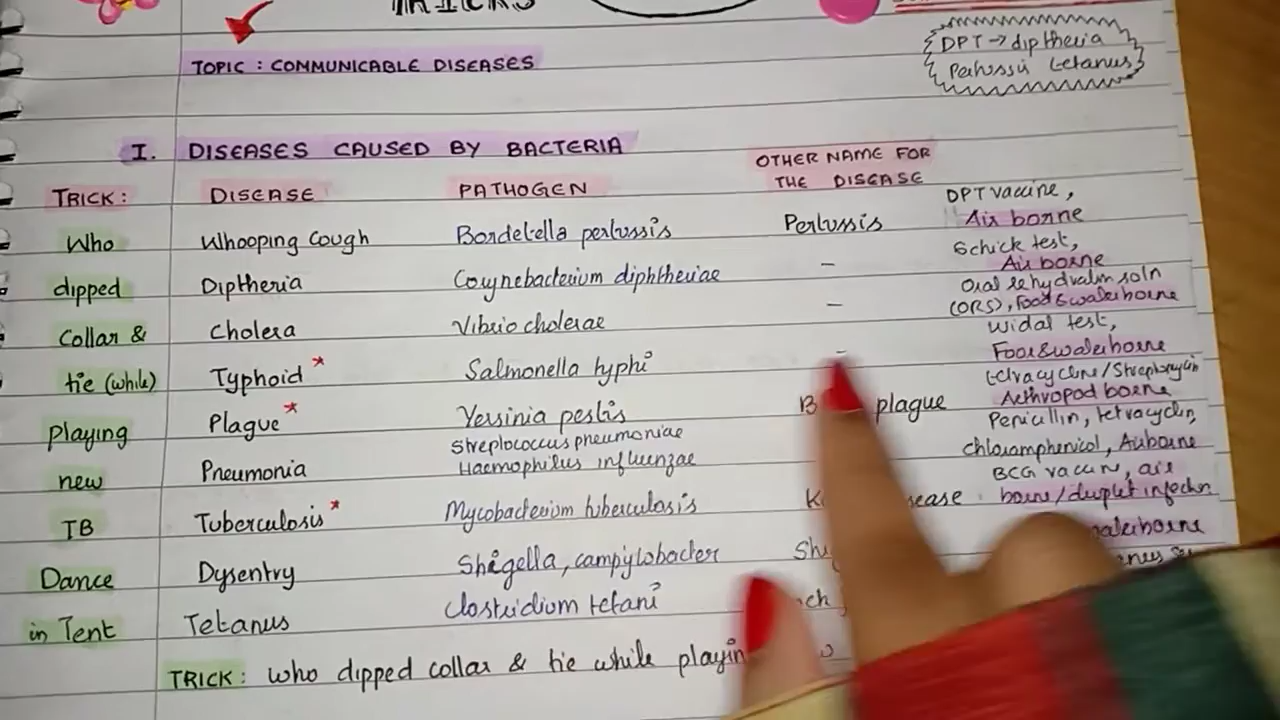 TRICKS
DPT → diptheria
Pertussis tetanus
TOPIC : COMMUNICABLE DISEASES
I. DISEASES CAUSED BY BACTERIA
TRICK: DISEASE PATHOGEN OTHER NAME FOR THE DISEASE
Who Whooping Cough Bordetella pertussis Pertussis DPT vaccine, Air borne
dipped Diptheria Corynebacterium diphtheriae - Schick test, Air borne
Collar & Cholera Vibrio cholerae - Oral rehydration soln (ORS), Food & waterborne
tie (while) Typhoid * Salmonella typhi - Widal test, Food & waterborne
playing Plague * Yersinia pestis plague tetracycline/Streptomycin Arthropod borne
new Pneumonia Streptococcus pneumoniae Haemophilus influenzae Penicillin, tetracyclin, chloramphenicol, Airborne
TB Tuberculosis * Mycobacterium tuberculosis BCG vaccine, air borne/droplet infectn
Dance Dysentry Shigella, campylobacter
in Tent Tetanus Clostridium tetani
TRICK: who dipped collar & tie while